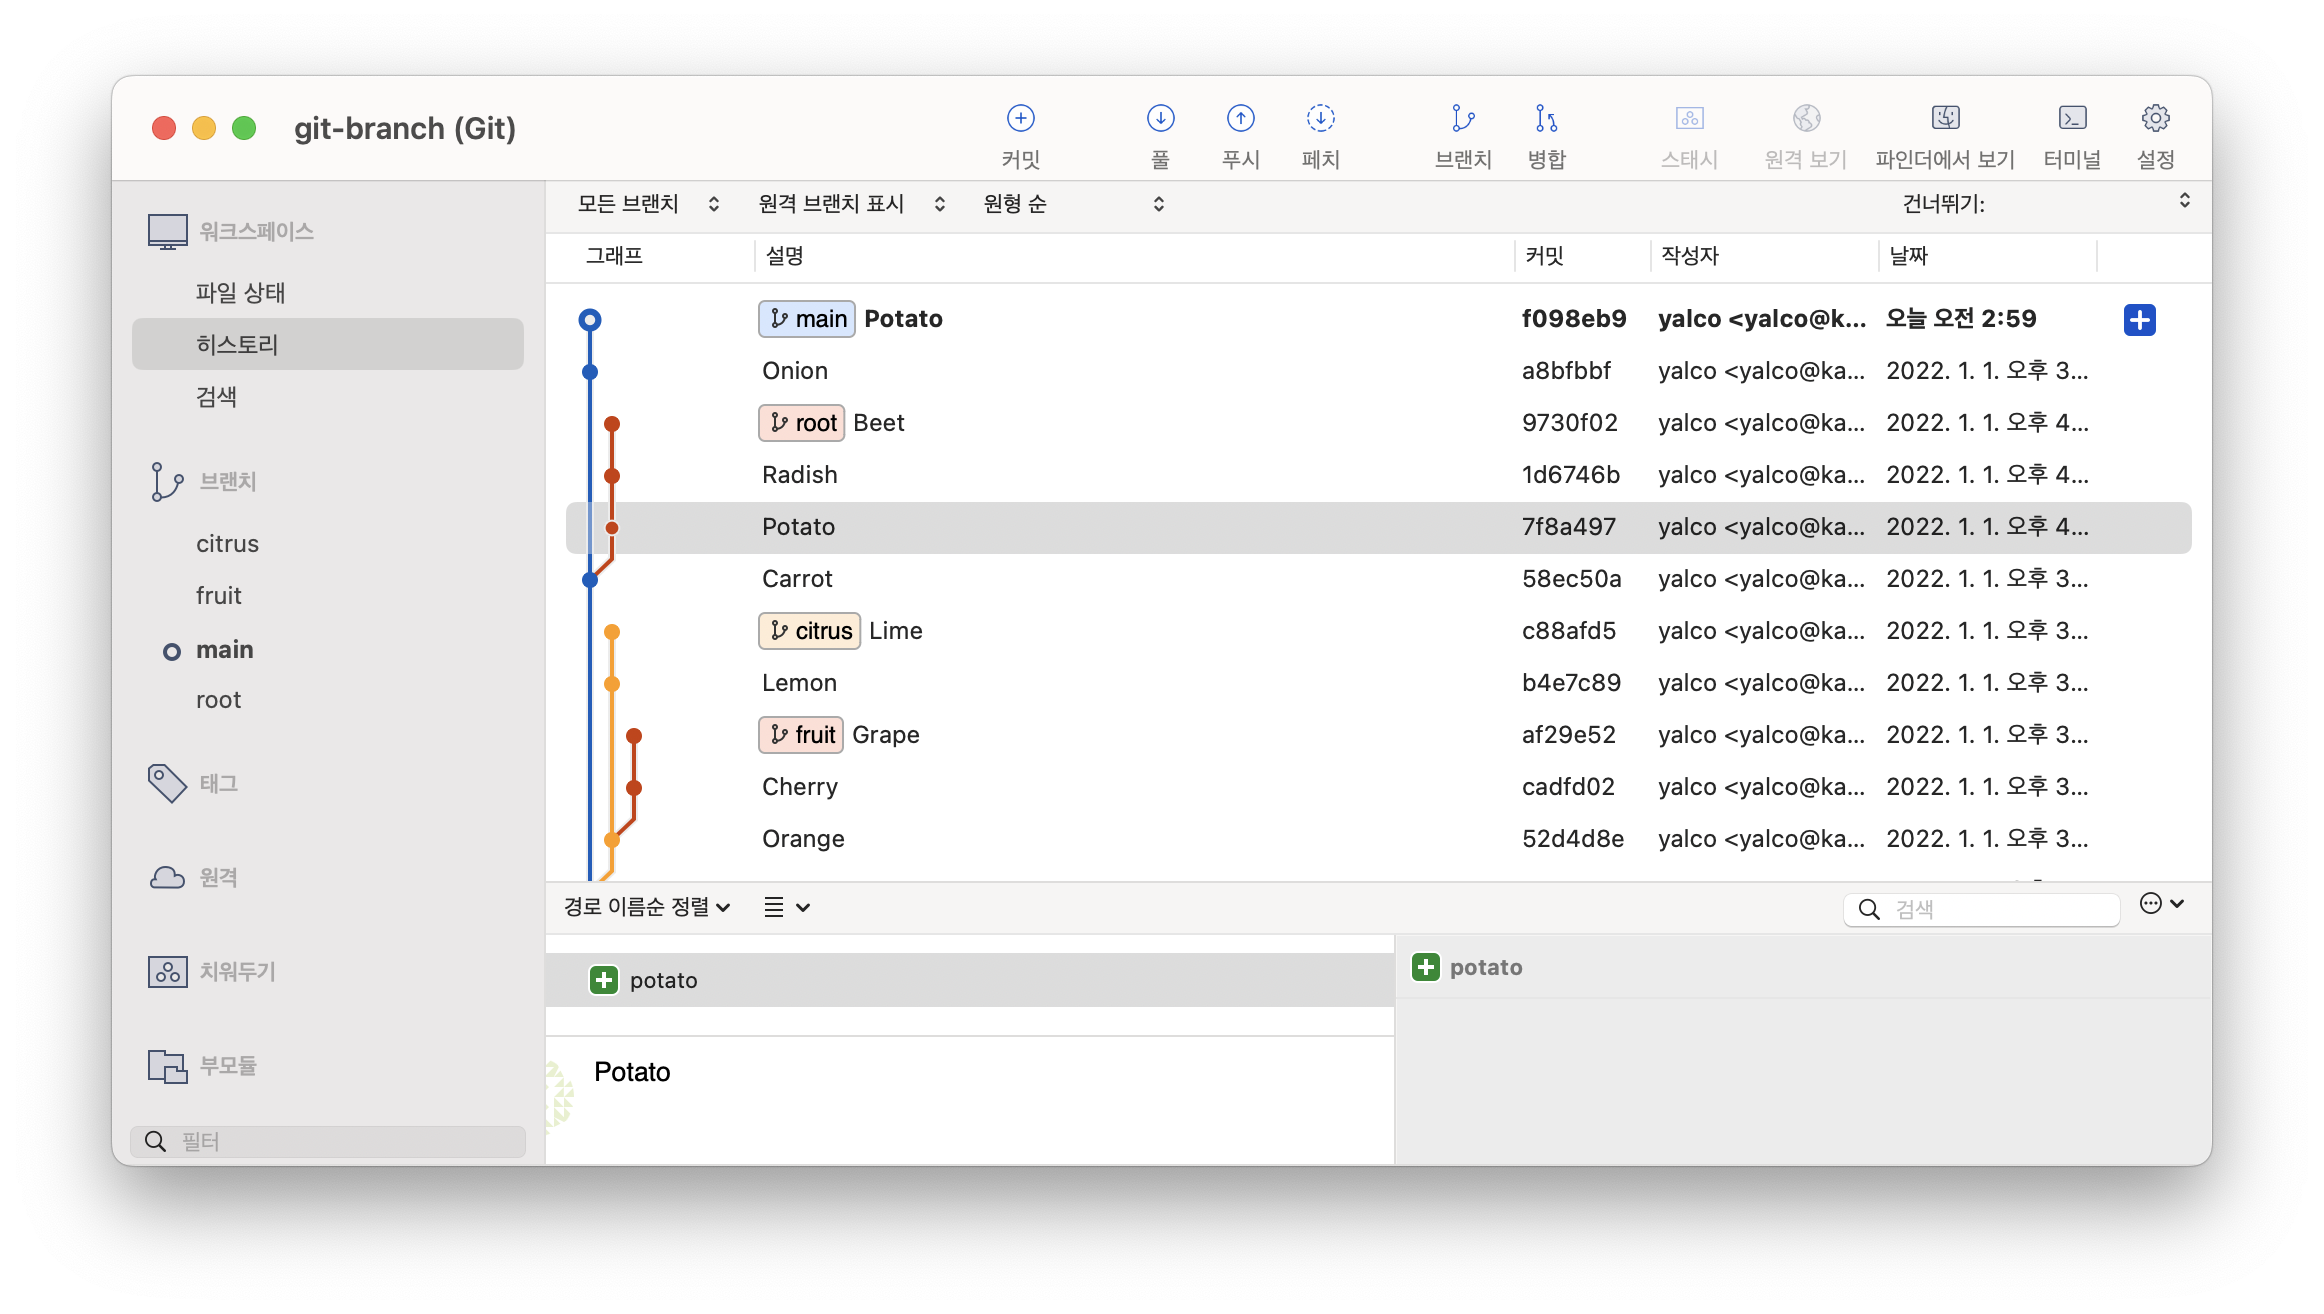 git-branch (Git)
커밋
풀
푸시
페치
브랜치
병합
스태시
원격 보기
파인더에서 보기
터미널
설정
워크스페이스
파일 상태
히스토리
검색
브랜치
citrus
fruit
main
root
태그
원격
치워두기
부모듈
필터
모든 브랜치 원격 브랜치 표시 원형 순 건너뛰기:
그래프 설명 커밋 작성자 날짜
main Potato f098eb9 yalco <yalco@k... 오늘 오전 2:59
Onion a8bfbbf yalco <yalco@ka... 2022. 1. 1. 오후 3...
root Beet 9730f02 yalco <yalco@ka... 2022. 1. 1. 오후 4...
Radish 1d6746b yalco <yalco@ka... 2022. 1. 1. 오후 4...
Potato 7f8a497 yalco <yalco@ka... 2022. 1. 1. 오후 4...
Carrot 58ec50a yalco <yalco@ka... 2022. 1. 1. 오후 3...
citrus Lime c88afd5 yalco <yalco@ka... 2022. 1. 1. 오후 3...
Lemon b4e7c89 yalco <yalco@ka... 2022. 1. 1. 오후 3...
fruit Grape af29e52 yalco <yalco@ka... 2022. 1. 1. 오후 3...
Cherry cadfd02 yalco <yalco@ka... 2022. 1. 1. 오후 3...
Orange 52d4d8e yalco <yalco@ka... 2022. 1. 1. 오후 3...
경로 이름순 정렬 검색
potato
Potato
potato